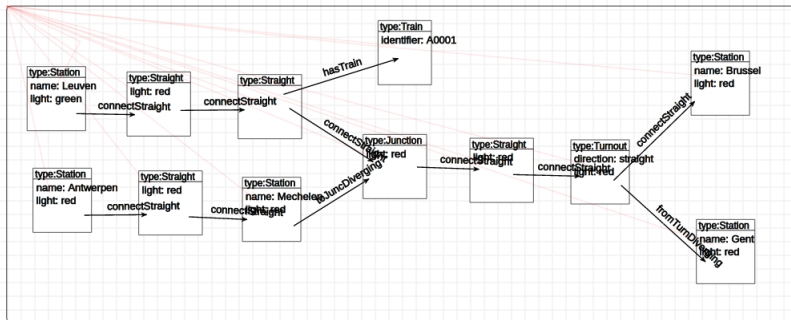 type:Train
identifier: A0001
hasTrain
type:Station
name: Leuven
light: green
connectStraight
type:Straight
light: red
connectStraight
type:Straight
connectStraight
type:Station
name: Brussel
light: red
connectStraight
type:Junction
light: red
connectStraight
type:Straight
light: red
connectStraight
type:Turnout
direction: straight
light: red
type:Station
name: Antwerpen
light: red
connectStraight
type:Straight
light: red
connectStraight
type:Station
name: Mechelen
light: red
toJuncDiverging
fromTurnDiverging
type:Station
name: Gent
light: red